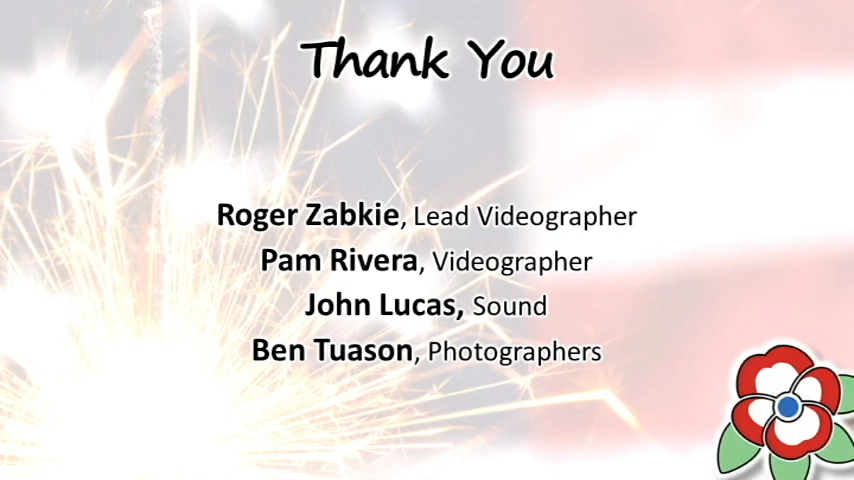 Thank You
Roger Zabkie, Lead Videographer
Pam Rivera, Videographer
John Lucas, Sound
Ben Tuason, Photographers